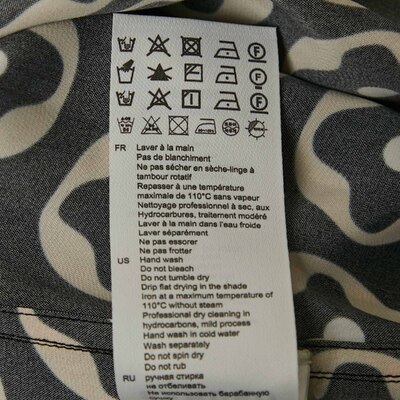 FR Laver à la main
Pas de blanchiment
Ne pas sécher en sèche-linge à
tambour rotatif
Repasser à une température
maximale de 110°C sans vapeur
Nettoyage professionnel à sec, aux
Hydrocarbures, traitement modéré
Laver à la main dans l'eau froide
Laver séparément
Ne pas essorer
Ne pas frotter
US Hand wash
Do not bleach
Do not tumble dry
Drip flat drying in the shade
Iron at a maximum temperature of
110°C without steam
Professional dry cleaning in
hydrocarbons, mild process
Hand wash in cold water
Wash separately
Do not spin dry
Do not rub
RU ручная стирка
не отбеливать
Не использовать барабанную